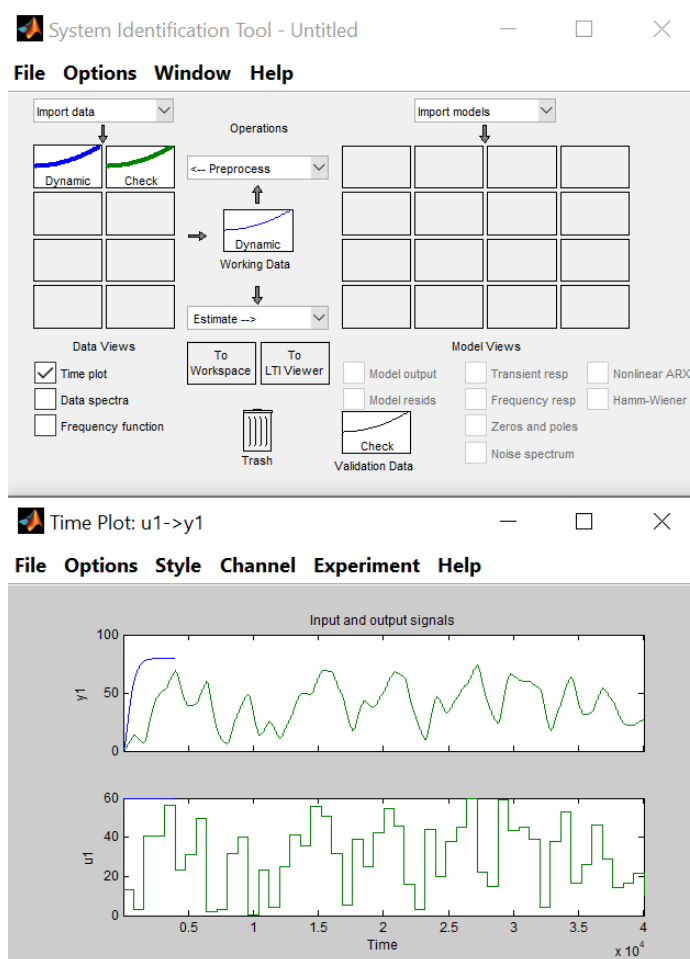 System Identification Tool - Untitled
File Options Window Help
Import data
Import models
Operations
Dynamic
Check
<-- Preprocess
Dynamic
Working Data
Estimate -->
Data Views
To Workspace
To LTI Viewer
Model Views
Time plot
Data spectra
Frequency function
Model output
Transient resp
Nonlinear ARX
Model resids
Frequency resp
Hamm-Wiener
Zeros and poles
Noise spectrum
Trash
Check
Validation Data
Time Plot: u1->y1
File Options Style Channel Experiment Help
Input and output signals
100
50
0
y1
60
40
20
0
u1
0.5 1 1.5 2 2.5 3 3.5 4
Time
x 10^4